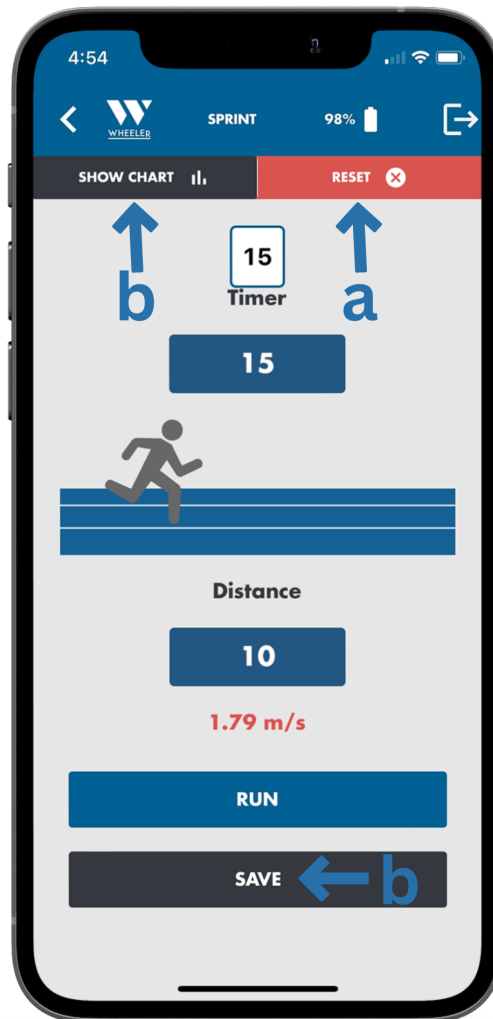 4:54
WHEELER SPRINT 98%
SHOW CHART RESET
b a
15
Timer
15
Distance
10
1.79 m/s
RUN
SAVE b